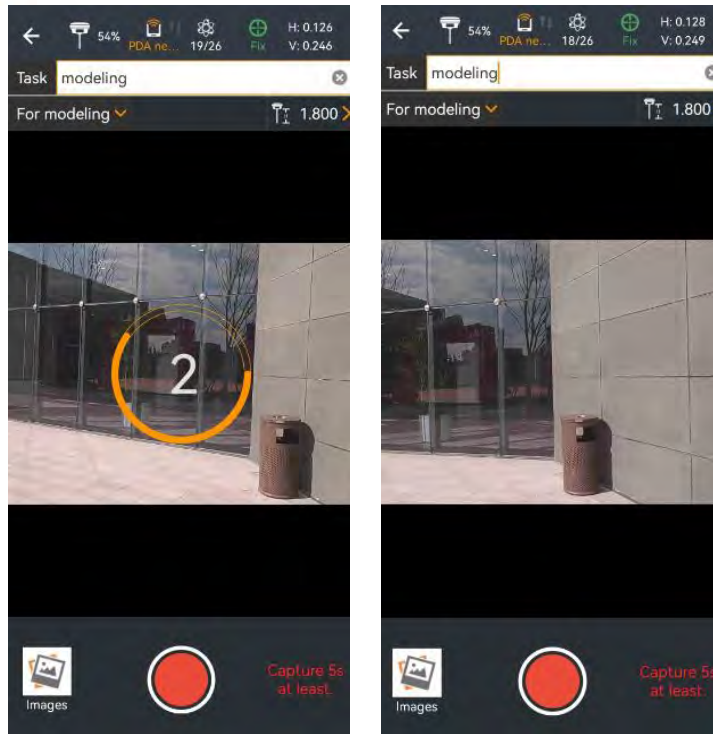 54%
PDA ne...
19/26
Fix
H: 0.126
V: 0.246
Task modeling
For modeling
1.800
2
Images
Capture 5s
at least.
54%
PDA ne...
18/26
Fix
H: 0.128
V: 0.249
Task modeling
For modeling
1.800
Images
Capture 5s
at least.